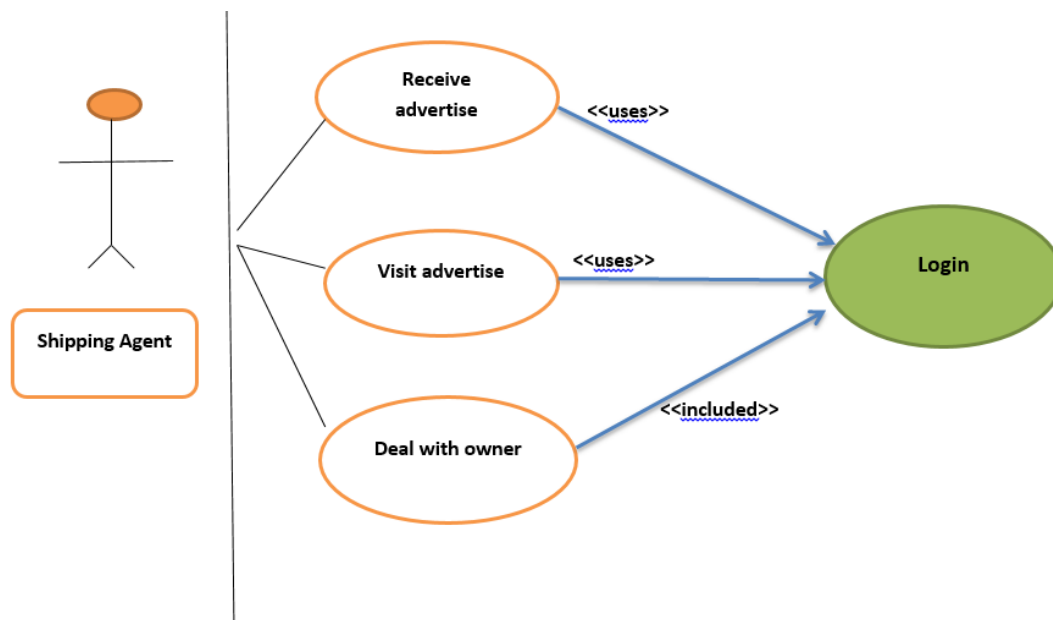 Receive
advertise
<<uses>>
Visit advertise
<<uses>>
Login
Shipping Agent
<<included>>
Deal with owner